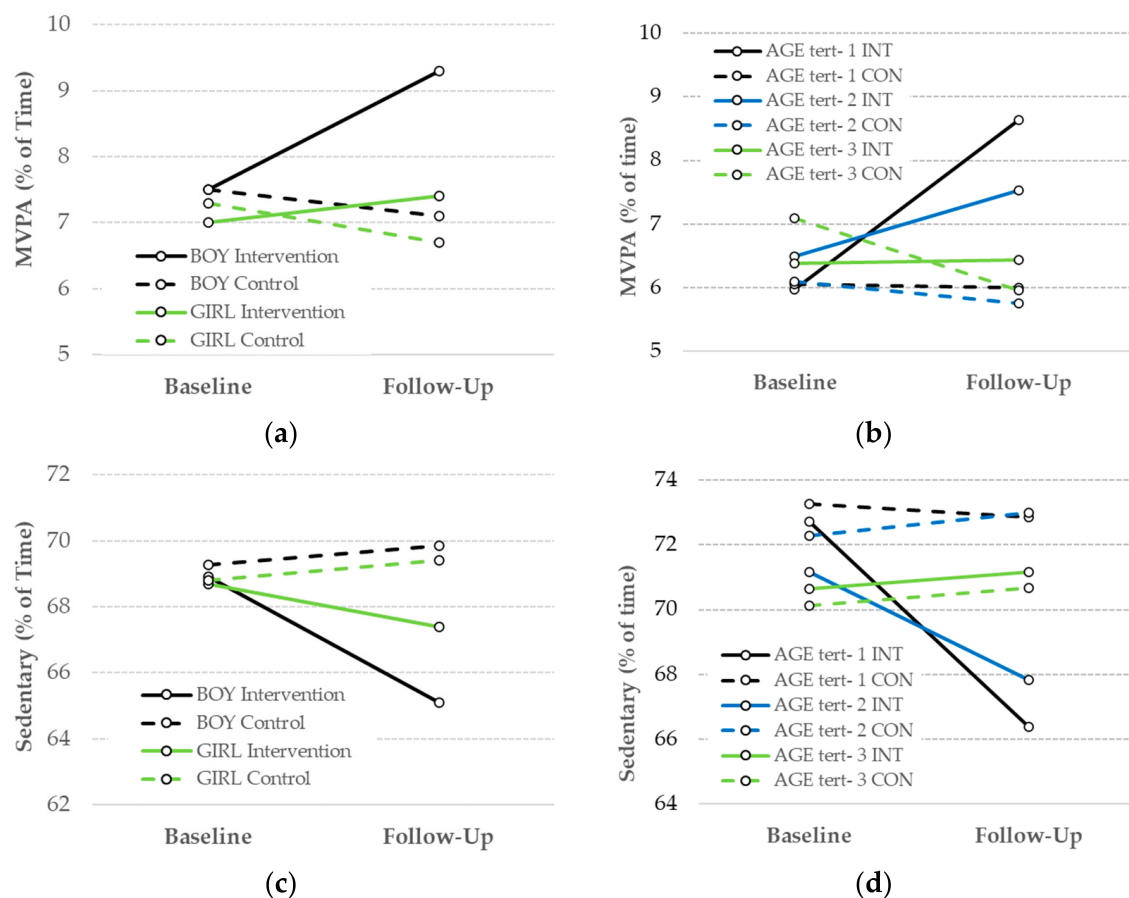 10
9
8
7
6
5
MVPA (% of Time)
BOY Intervention
BOY Control
GIRL Intervention
GIRL Control
Baseline
Follow-Up
(a)
10
9
8
7
6
5
MVPA (% of time)
AGE tert- 1 INT
AGE tert- 1 CON
AGE tert- 2 INT
AGE tert- 2 CON
AGE tert- 3 INT
AGE tert- 3 CON
Baseline
Follow-Up
(b)
72
70
68
66
64
62
Sedentary (% of Time)
BOY Intervention
BOY Control
GIRL Intervention
GIRL Control
Baseline
Follow-Up
(c)
74
72
70
68
66
64
Sedentary (% of time)
AGE tert- 1 INT
AGE tert- 1 CON
AGE tert- 2 INT
AGE tert- 2 CON
AGE tert- 3 INT
AGE tert- 3 CON
Baseline
Follow-Up
(d)